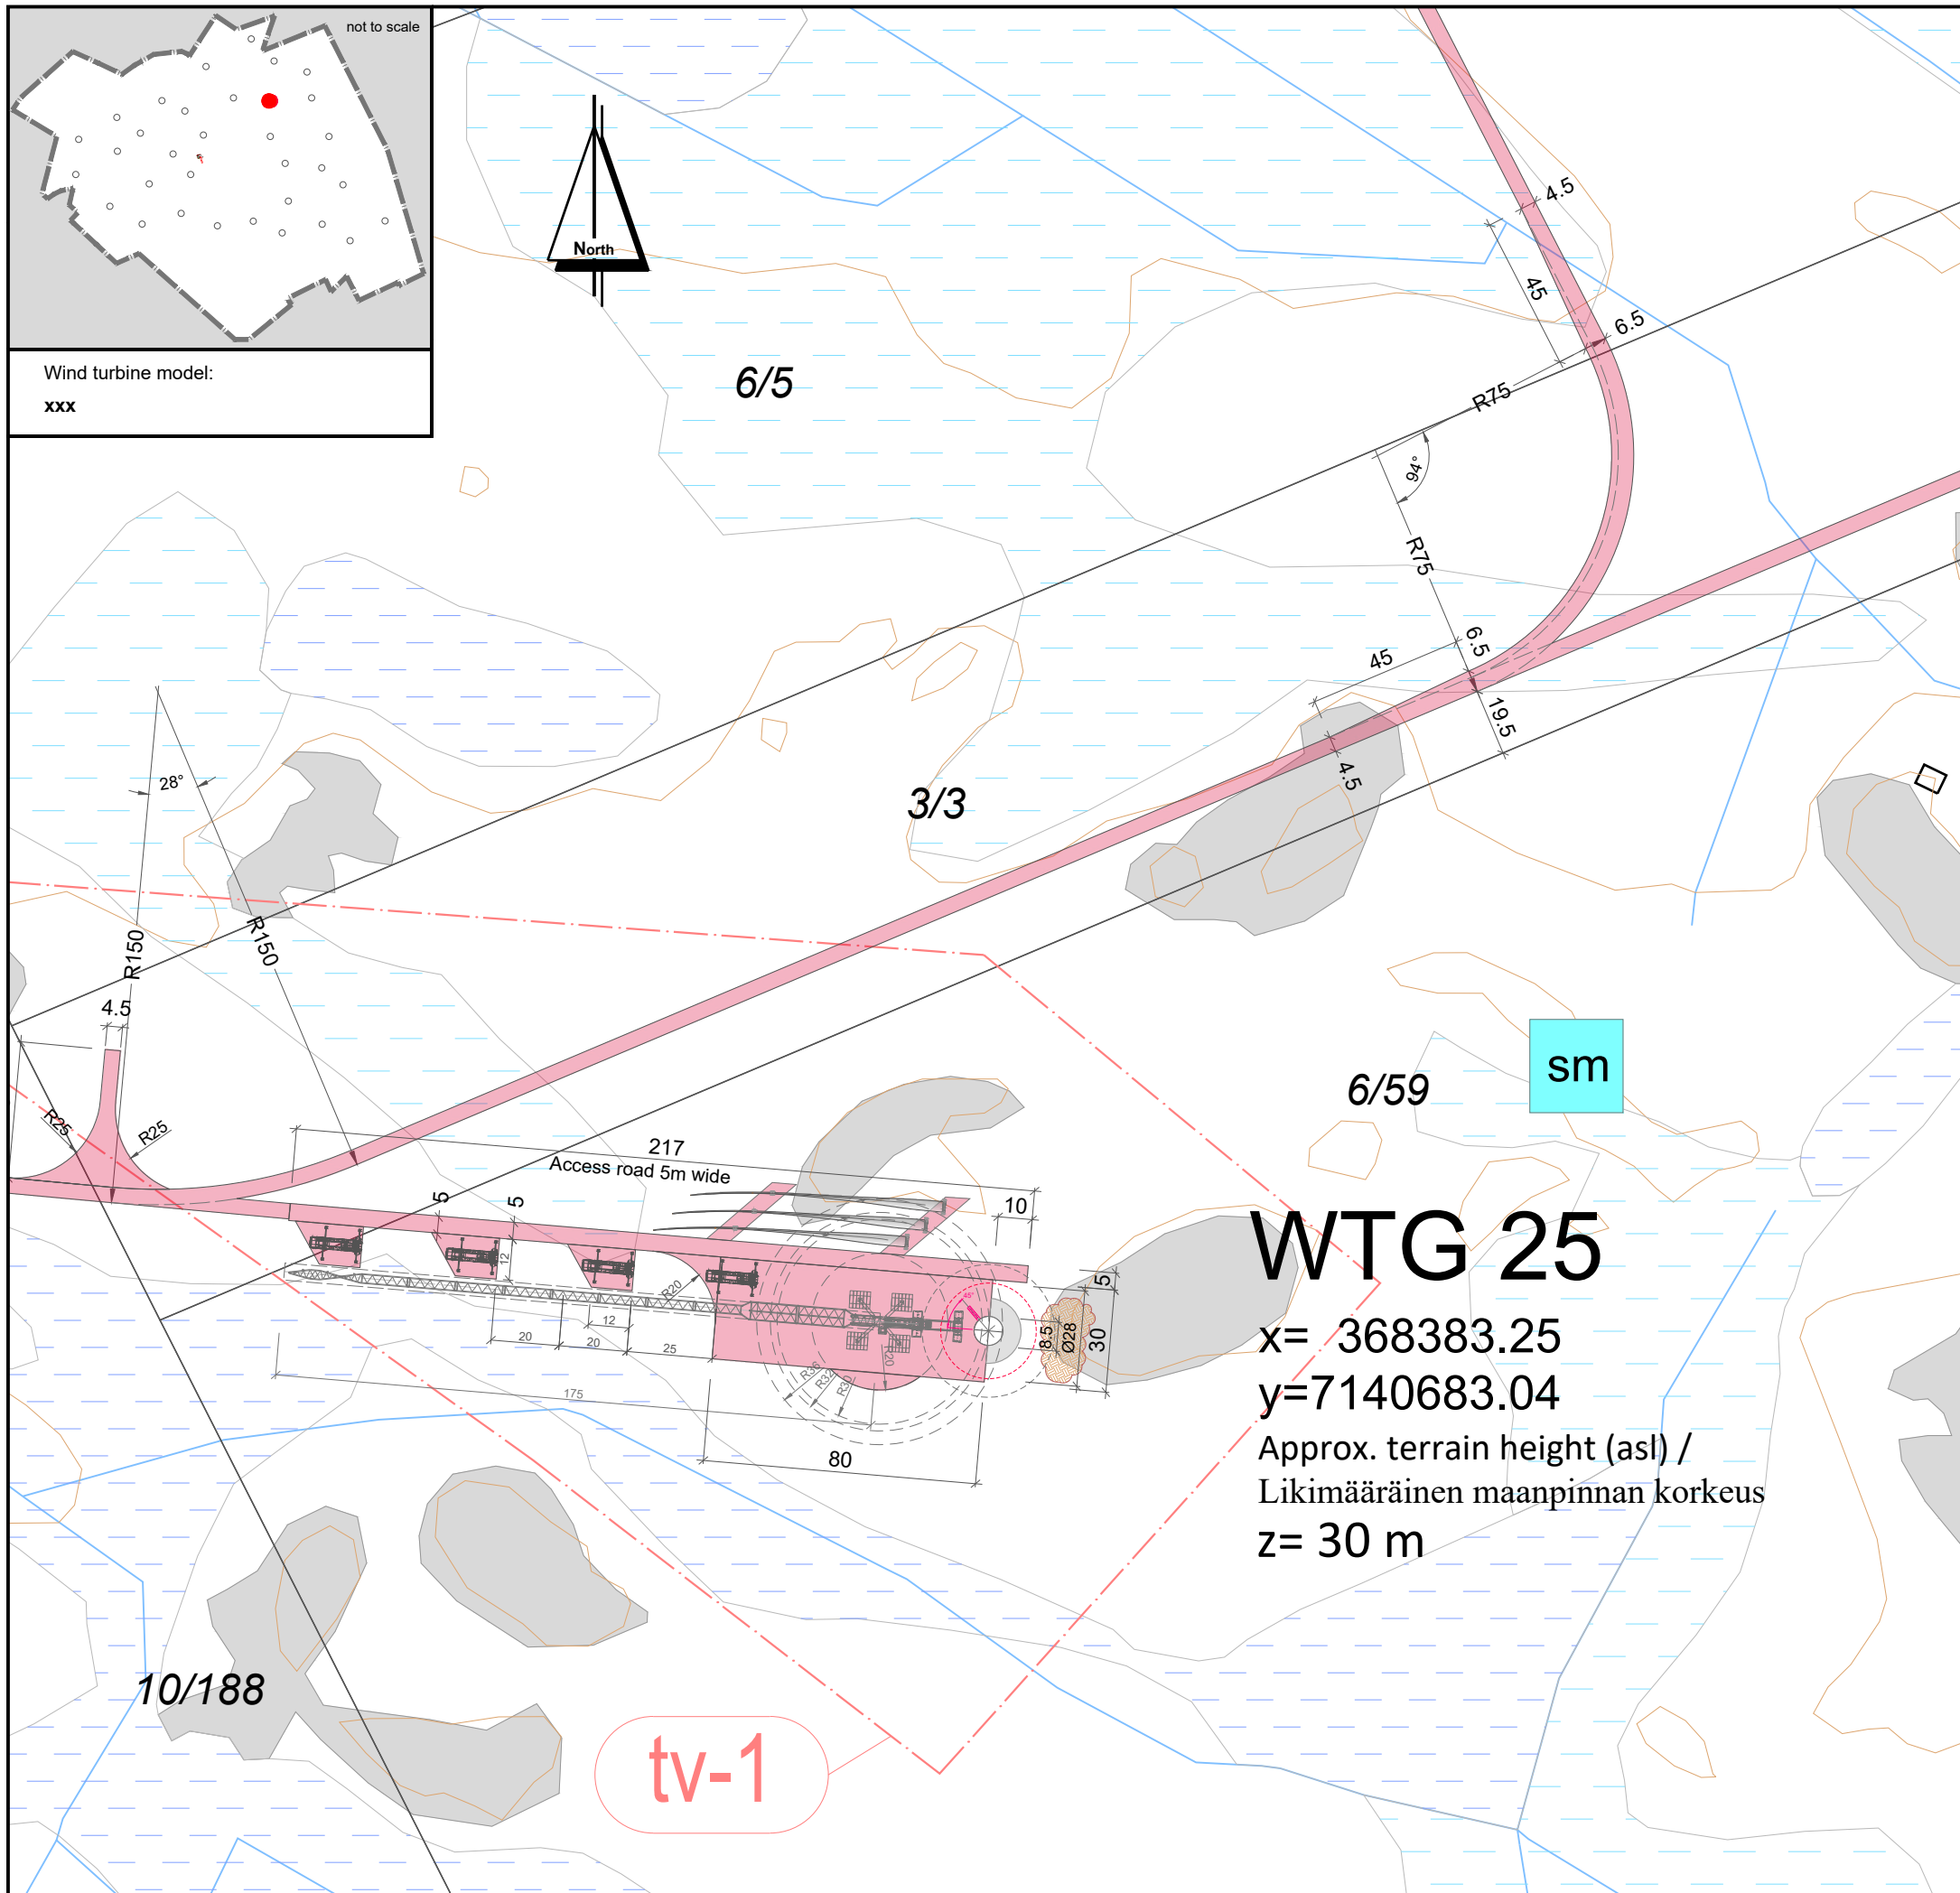 not to scale
Wind turbine model:
xxx
North
6/5
4.5
45
6.5
R75
94°
R75
6.5
45
19.5
4.5
28°
3/3
R150
R150
4.5
R25
R25
sm
6/59
217
Access road 5m wide
5
5
10
12
R20
45°
5
8.5
Ø28
30
12
20
20
25
R20
R36
R32
R30
175
80
WTG 25
x= 368383.25
y=7140683.04
Approx. terrain height (asl) /
Likimääräinen maanpinnan korkeus
z= 30 m
10/188
tv-1